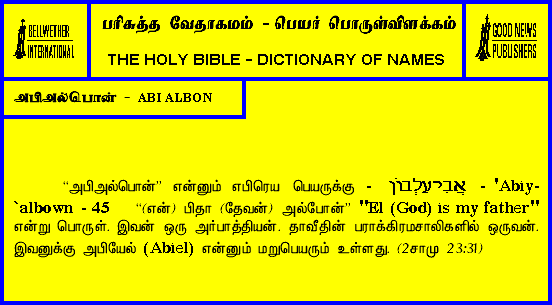 BELLWETHER
INTERNATIONAL
பரிசுத்த வேதாகமம் - பெயர் பொருள்விளக்கம்
THE HOLY BIBLE - DICTIONARY OF NAMES
GOOD NEWS
PUBLISHERS
அபிஅல்பொன் - ABI ALBON
“அபிஅல்பொன்” என்னும் எபிரெய பெயருக்கு - אֲבִי־עַלְבוֹן - 'Abiy-
`albown - 45 “(என்) பிதா (தேவன்) அல்போன்” "El (God) is my father"
என்று பொருள். இவன் ஒரு அர்பாத்தியன். தாவீதின் பராக்கிரமசாலிகளில் ஒருவன்.
இவனுக்கு அபியேல் (Abiel) என்னும் மறுபெயரும் உள்ளது. (2சாமு 23:31)